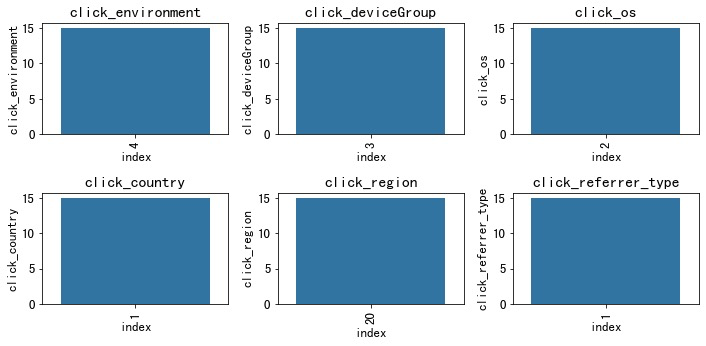 click_environment
click_deviceGroup
click_os
15
10
5
0
click_environment
4
index
15
10
5
0
click_deviceGroup
3
index
15
10
5
0
click_os
2
index
click_country
click_region
click_referrer_type
15
10
5
0
click_country
1
index
15
10
5
0
click_region
20
index
15
10
5
0
click_referrer_type
1
index